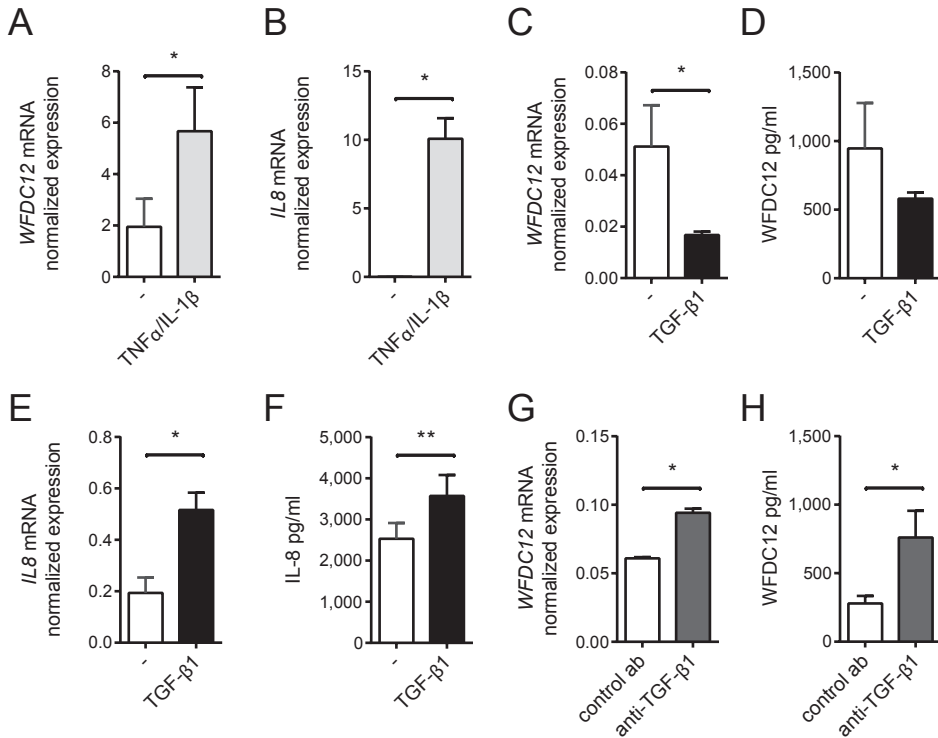 A
WFDC12 mRNA
normalized expression
8
6
4
2
0
*
-
TNFα/IL-1β
B
IL8 mRNA
normalized expression
15
10
5
0
*
-
TNFα/IL-1β
C
WFDC12 mRNA
normalized expression
0.08
0.06
0.04
0.02
0.00
*
-
TGF-β1
D
WFDC12 pg/ml
1,500
1,000
500
0
-
TGF-β1
E
IL8 mRNA
normalized expression
0.8
0.6
0.4
0.2
0.0
*
-
TGF-β1
F
IL-8 pg/ml
5,000
4,000
3,000
2,000
1,000
0
**
-
TGF-β1
G
WFDC12 mRNA
normalized expression
0.15
0.10
0.05
0.00
*
control ab
anti-TGF-β1
H
WFDC12 pg/ml
1,500
1,000
500
0
*
control ab
anti-TGF-β1